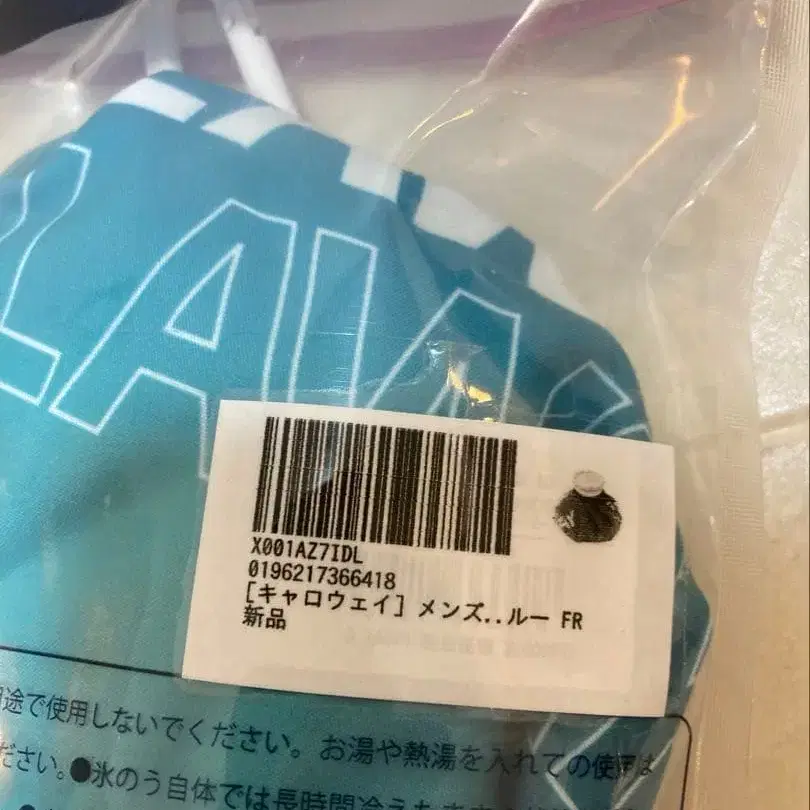 LAW
X001AZ7IDL
0196217366418
[キャロウェイ] メンズ..ルー FR
新品
途で使用しないでください。お湯や熱湯を入れての使用は
ださい。●氷のう自体では長時間冷え